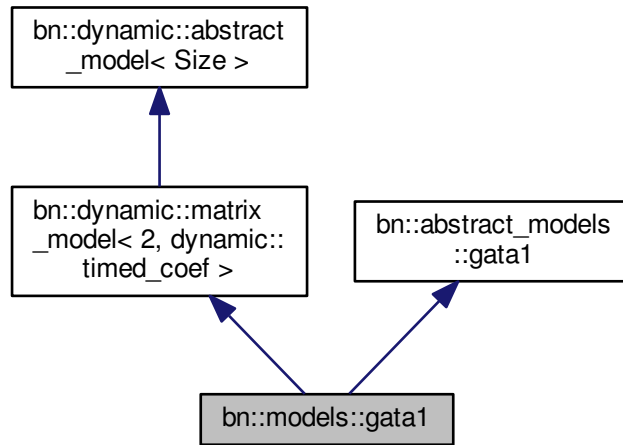 bn::dynamic::abstract
_model< Size >
bn::dynamic::matrix
_model< 2, dynamic::
timed_coef >
bn::abstract_models
::gata1
bn::models::gata1